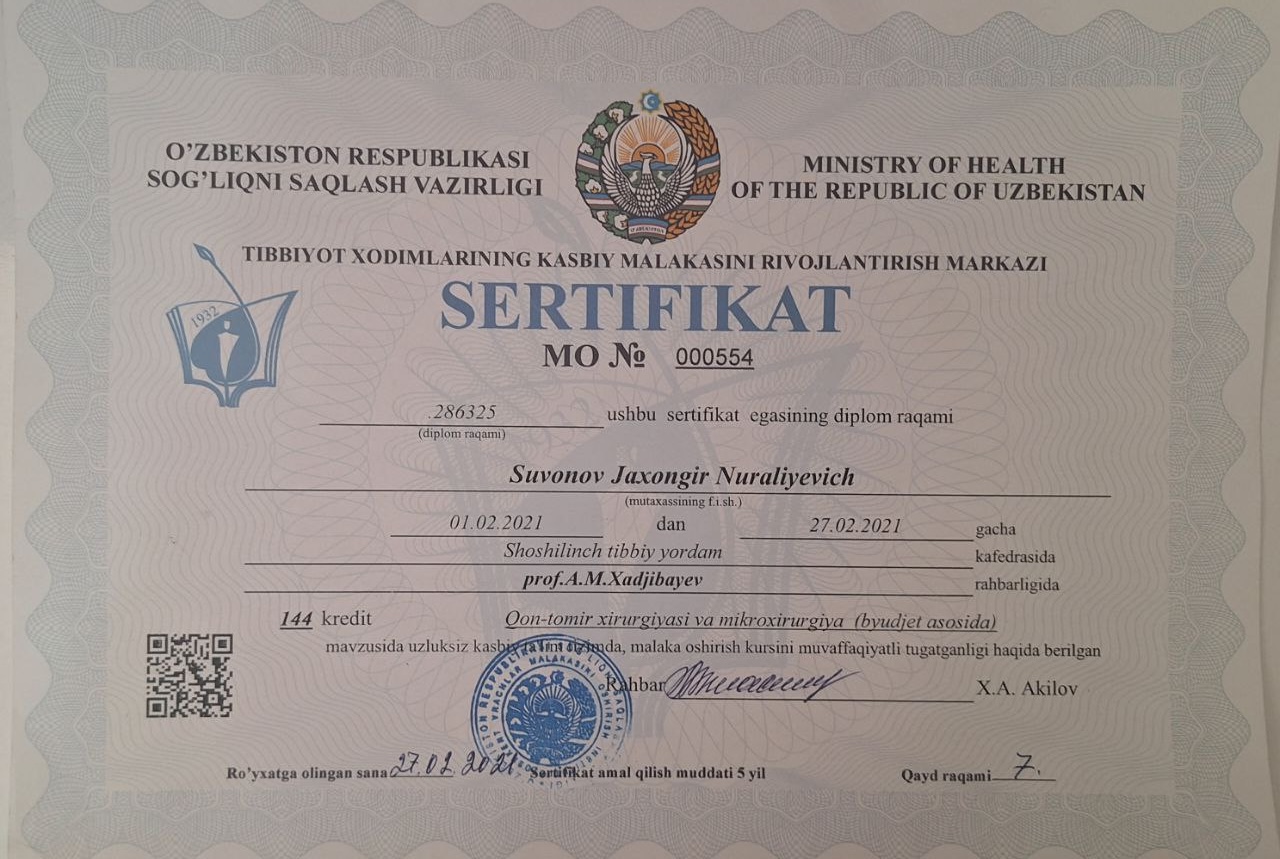 O'ZBEKISTON RESPUBLIKASI
SOG'LIQNI SAQLASH VAZIRLIGI
MINISTRY OF HEALTH
OF THE REPUBLIC OF UZBEKISTAN
TIBBIYOT XODIMLARINING KASBIY MALAKASINI RIVOJLANTIRISH MARKAZI
1932
SERTIFIKAT
MO № 000554
.286325 ushbu sertifikat egasining diplom raqami
(diplom raqami)
Suvonov Jaxongir Nuraliyevich
(mutaxassining f.i.sh.)
01.02.2021 dan 27.02.2021 gacha
Shoshilinch tibbiy yordam kafedrasida
prof.A.M.Xadjibayev rahbarligida
144 kredit Qon-tomir xirurgiyasi va mikroxirurgiya (byudjet asosida)
mavzusida uzluksiz kasbiy ta'lim tizimda, malaka oshirish kursini muvaffaqiyatli tugatganligi haqida berilgan
Rahbar X.A. Akilov
Ro'yxatga olingan sana 27.02.2021 Sertifikat amal qilish muddati 5 yil Qayd raqami 7.